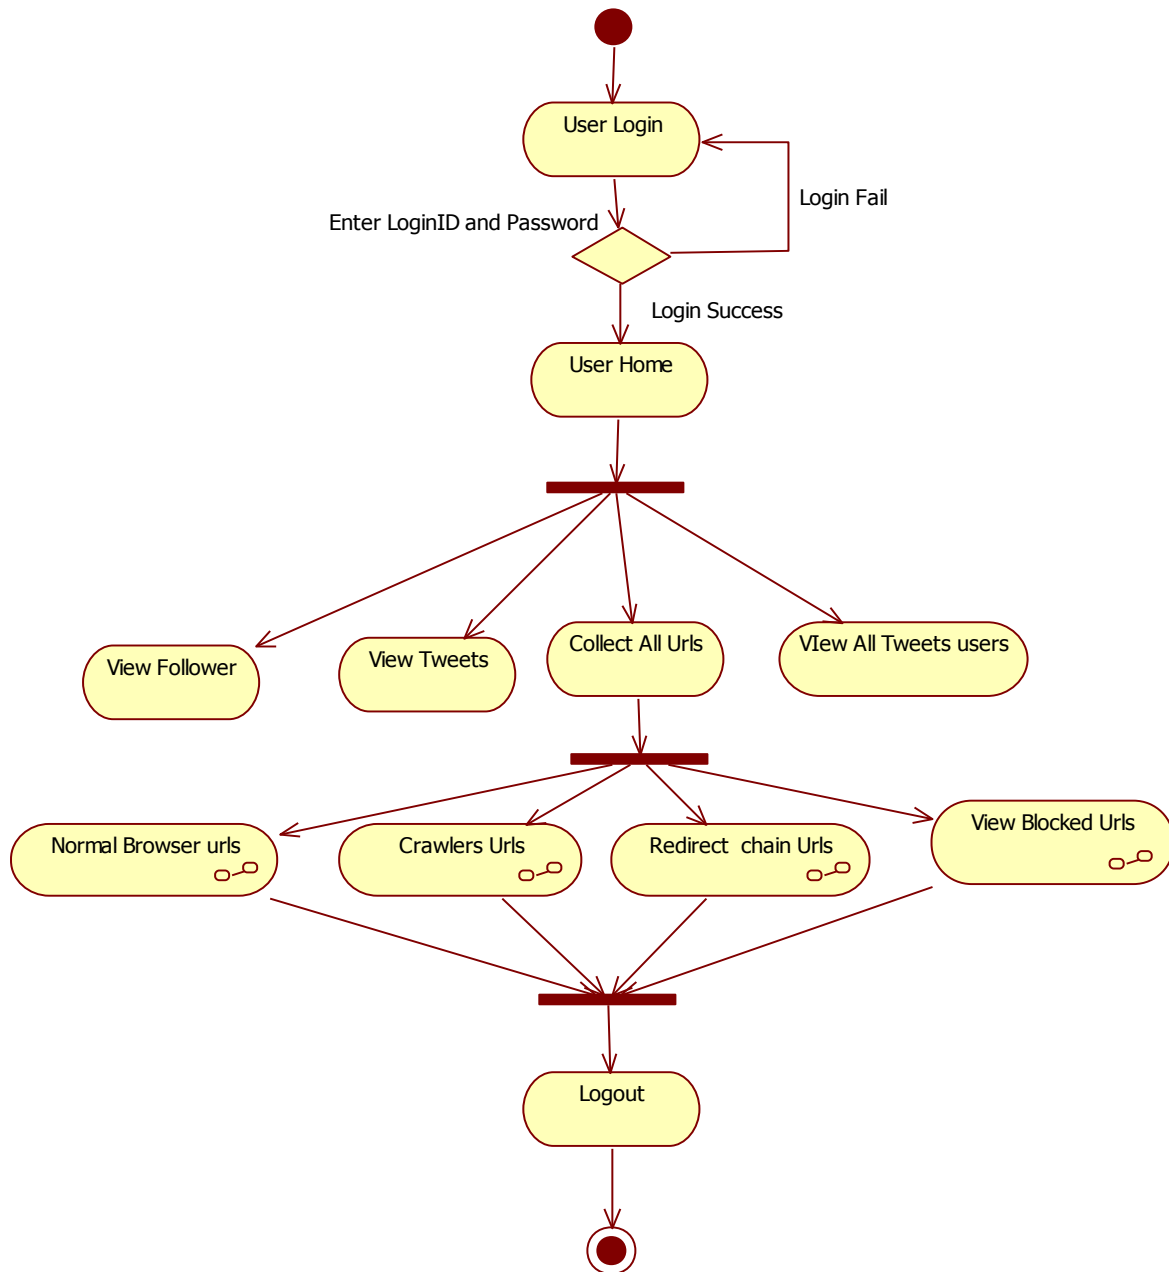 User Login
Login Fail
Enter LoginID and Password
Login Success
User Home
View Follower
View Tweets
Collect All Urls
VIew All Tweets users
Normal Browser urls
Crawlers Urls
Redirect  chain Urls
View Blocked Urls
Logout